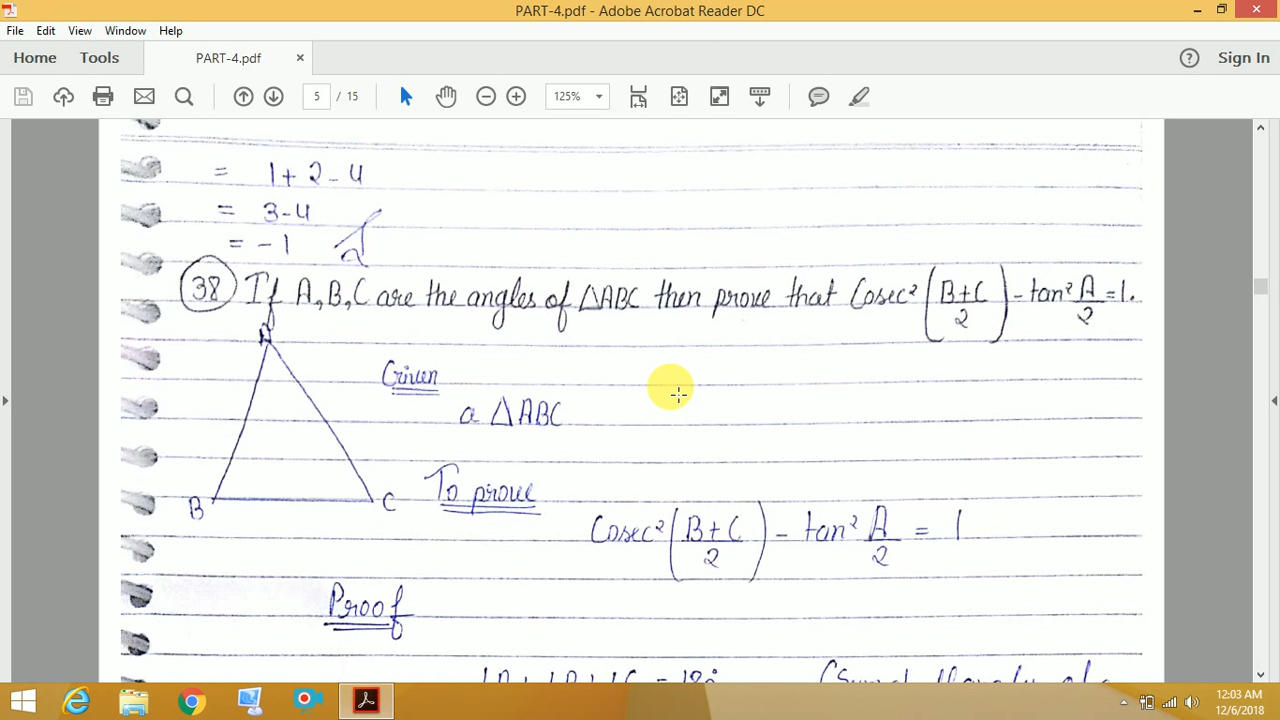 PART-4.pdf - Adobe Acrobat Reader DC
File Edit View Window Help
Home Tools PART-4.pdf × Sign In
5 / 15 125%
= 1+2-4
= 3-4
= -1
38 If A, B, C are the angles of △ABC then prove that Cosec² (B+C/2) - tan² A/2 = 1.
A
Given
a △ABC
B C
To prove
Cosec² (B+C/2) - tan² A/2 = 1
Proof
12:03 AM
12/6/2018